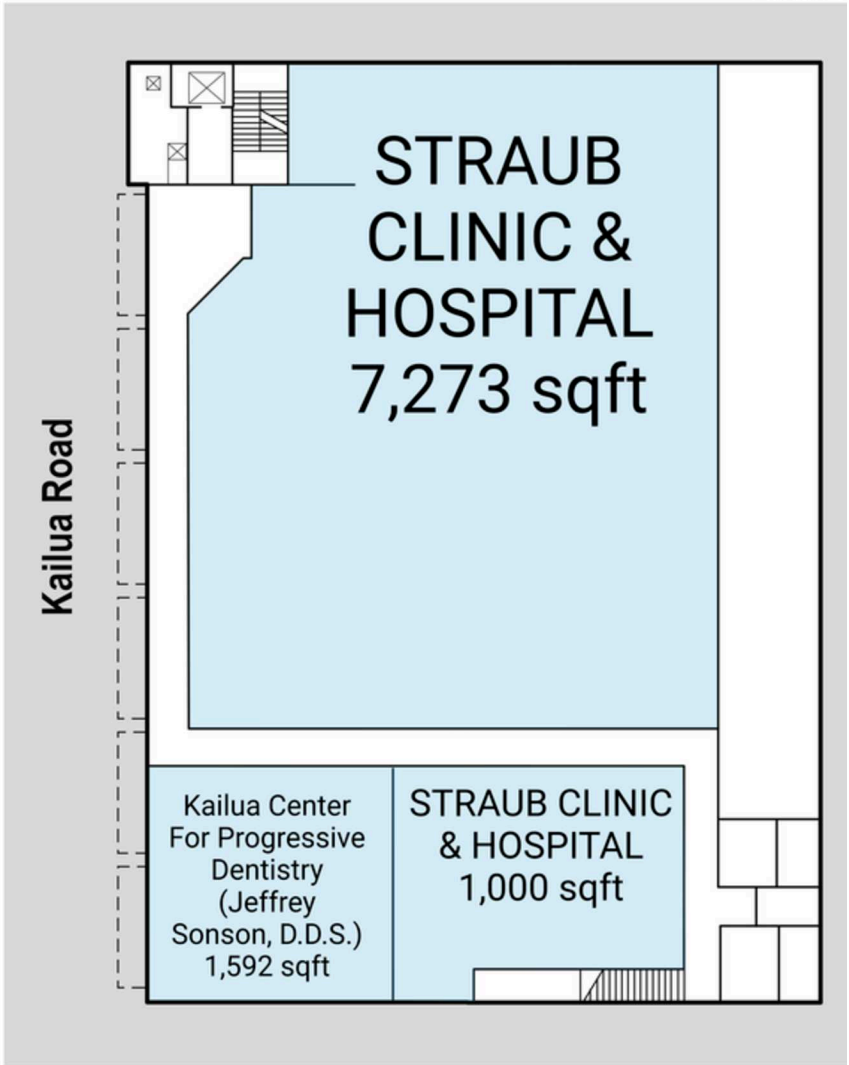 STRAUB
CLINIC &
HOSPITAL
7,273 sqft
Kailua Road
Kailua Center
For Progressive
Dentistry
(Jeffrey
Sonson, D.D.S.)
1,592 sqft
STRAUB CLINIC
& HOSPITAL
1,000 sqft